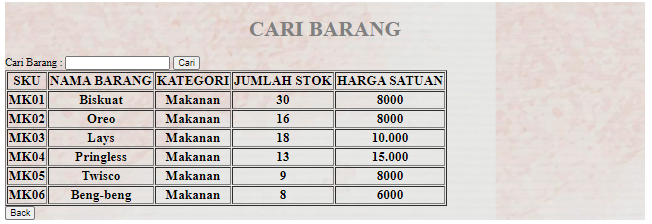 CARI BARANG
Cari Barang : Cari
SKU NAMA BARANG KATEGORI JUMLAH STOK HARGA SATUAN
MK01 Biskuat Makanan 30 8000
MK02 Oreo Makanan 16 8000
MK03 Lays Makanan 18 10.000
MK04 Pringless Makanan 13 15.000
MK05 Twisco Makanan 9 8000
MK06 Beng-beng Makanan 8 6000
Back